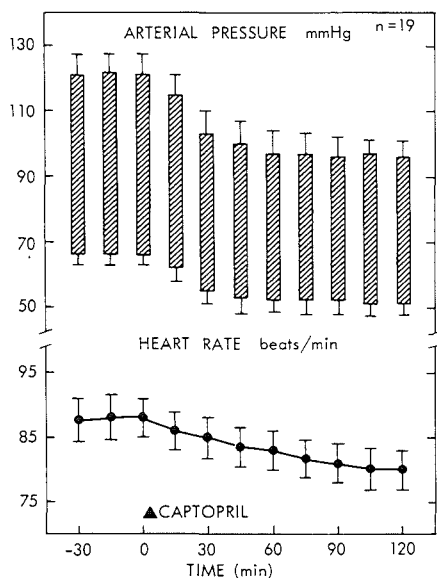 ARTERIAL PRESSURE mmHg n=19
130
110
90
70
50
HEART RATE beats/min
95
85
75
▲CAPTOPRIL
-30 0 30 60 90 120
TIME (min)